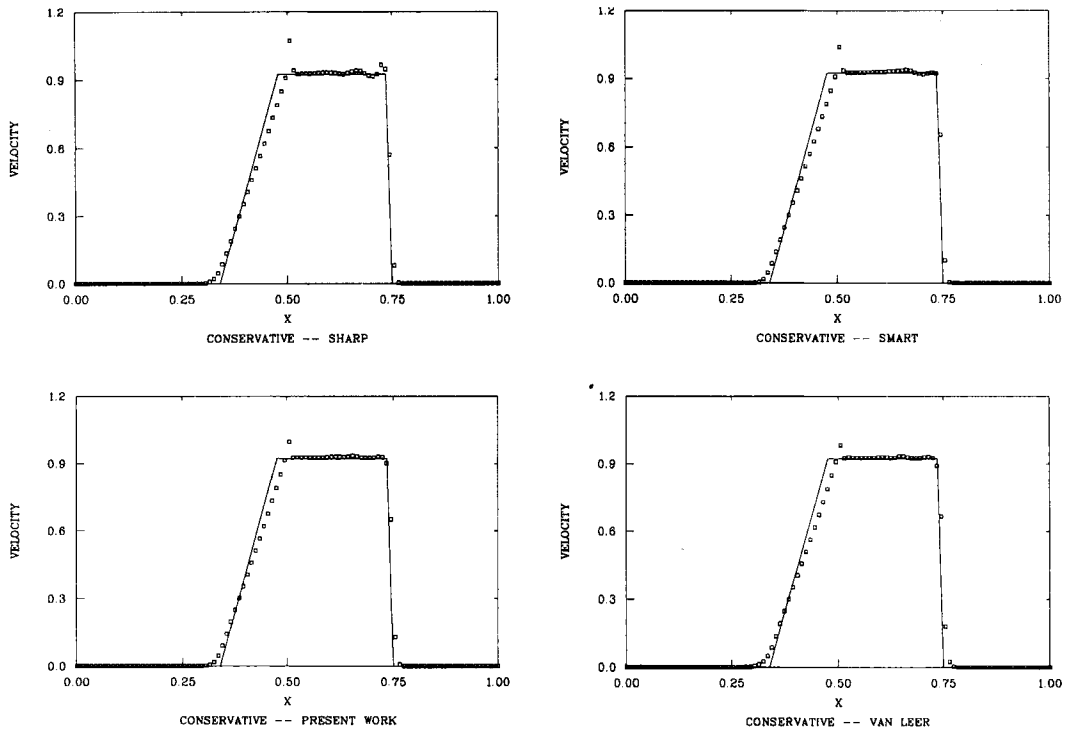 1.2
0.9
0.6
0.3
0.0
VELOCITY
0.00 0.25 0.50 0.75 1.00
X
CONSERVATIVE -- SHARP
1.2
0.9
0.6
0.3
0.0
VELOCITY
0.00 0.25 0.50 0.75 1.00
X
CONSERVATIVE -- SMART
1.2
0.9
0.6
0.3
0.0
VELOCITY
0.00 0.25 0.50 0.75 1.00
X
CONSERVATIVE -- PRESENT WORK
1.2
0.9
0.6
0.3
0.0
VELOCITY
0.00 0.25 0.50 0.75 1.00
X
CONSERVATIVE -- VAN LEER